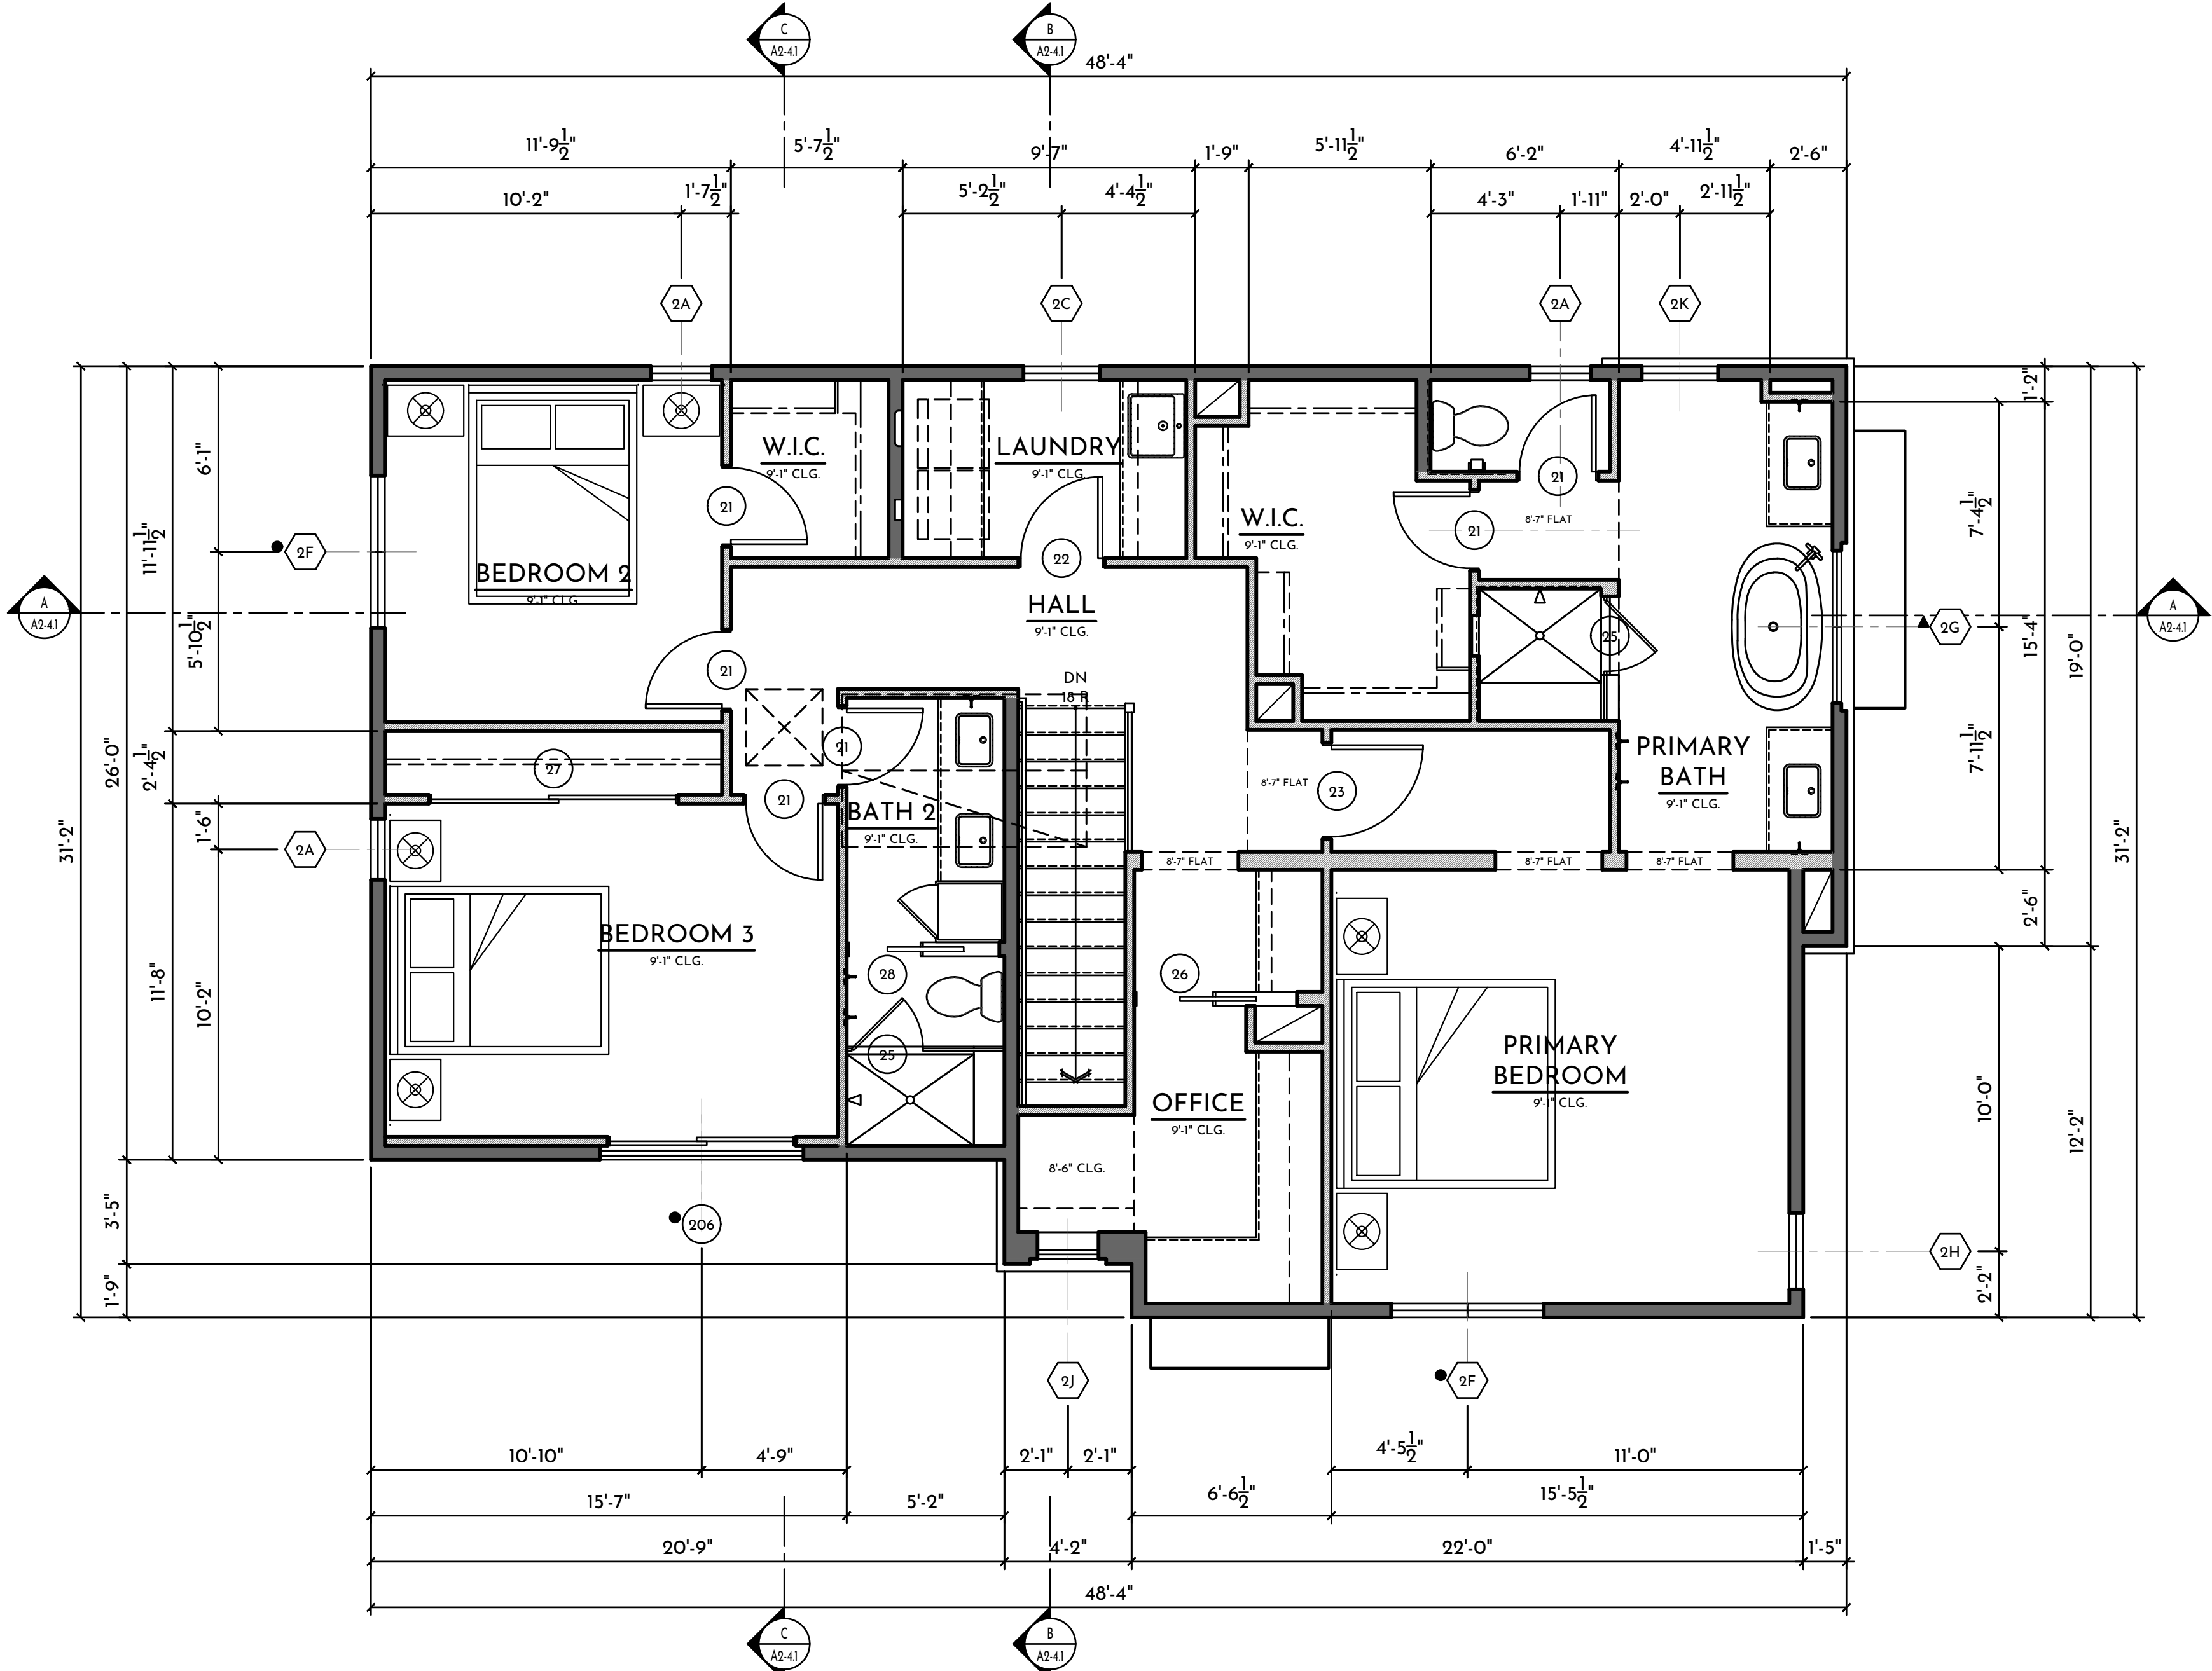 C
A2-4.1
B
A2-4.1
48'-4"
11'-9 1/2"
5'-7 1/2"
9'-7"
1'-9"
5'-11 1/2"
6'-2"
4'-11 1/2"
2'-6"
10'-2"
1'-7 1/2"
5'-2 1/2"
4'-4 1/2"
4'-3"
1'-11"
2'-0"
2'-11 1/2"
2A
2C
2A
2K
1'-2"
W.I.C.
9'-1" CLG.
LAUNDRY
9'-1" CLG.
6'-1"
21
21
W.I.C.
9'-1" CLG.
8'-7" FLAT
21
7'-4 1/2"
11'-11 1/2"
2F
22
BEDROOM 2
9'-1" CLG.
HALL
9'-1" CLG.
A
A2-4.1
A
A2-4.1
5'-10 1/2"
25
2G
15'-4"
19'-0"
21
DN
18 R
26'-0"
2'-4 1/2"
27
21
21
PRIMARY
BATH
9'-1" CLG.
7'-11 1/2"
8'-7" FLAT
23
BATH 2
9'-1" CLG.
31'-2"
1'-6"
2A
8'-7" FLAT
8'-7" FLAT
8'-7" FLAT
31'-2"
2'-6"
BEDROOM 3
9'-1" CLG.
11'-8"
10'-2"
28
26
25
PRIMARY
BEDROOM
9'-1" CLG.
OFFICE
9'-1" CLG.
10'-0"
12'-2"
8'-6" CLG.
3'-5"
206
2H
1'-9"
2'-2"
2J
2F
10'-10"
4'-9"
2'-1"
2'-1"
4'-5 1/2"
11'-0"
15'-7"
5'-2"
6'-6 1/2"
15'-5 1/2"
20'-9"
4'-2"
22'-0"
1'-5"
48'-4"
C
A2-4.1
B
A2-4.1